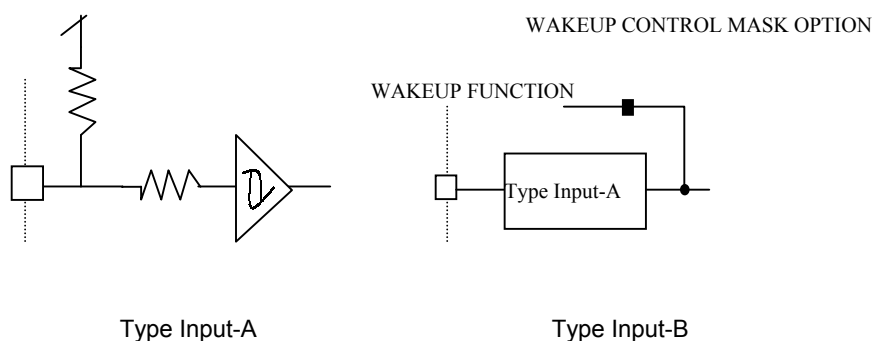 WAKEUP CONTROL MASK OPTION
WAKEUP FUNCTION
Type Input-A
Type Input-A
Type Input-B